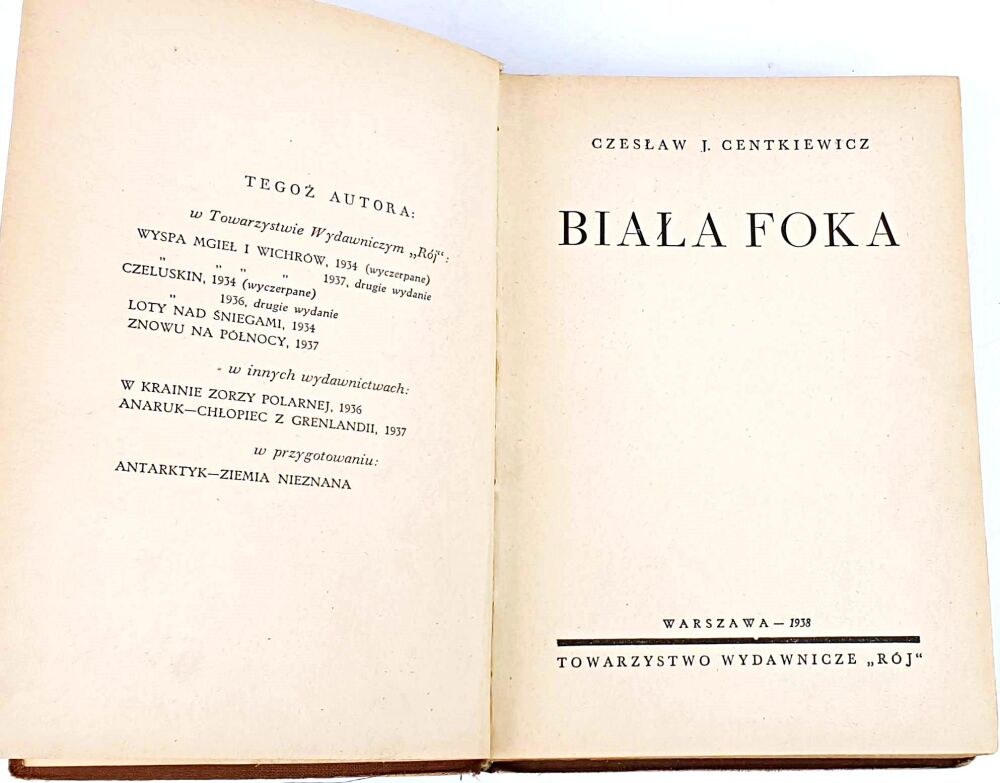 TEGOŻ AUTORA:
w Towarzystwie Wydawniczym „Rój":
WYSPA MGIEŁ I WICHRÓW, 1934 (wyczerpane)
„ „ „ „ 1937, drugie wydanie
CZELUSKIN, 1934 (wyczerpane)
„ 1936, drugie wydanie
LOTY NAD ŚNIEGAMI, 1934
ZNOWU NA PÓŁNOCY, 1937
w innych wydawnictwach:
W KRAINIE ZORZY POLARNEJ, 1936
ANARUK—CHŁOPIEC Z GRENLANDII, 1937
w przygotowaniu:
ANTARKTYK—ZIEMIA NIEZNANA
CZESŁAW J. CENTKIEWICZ
BIAŁA FOKA
WARSZAWA — 1938
TOWARZYSTWO WYDAWNICZE „RÓJ"